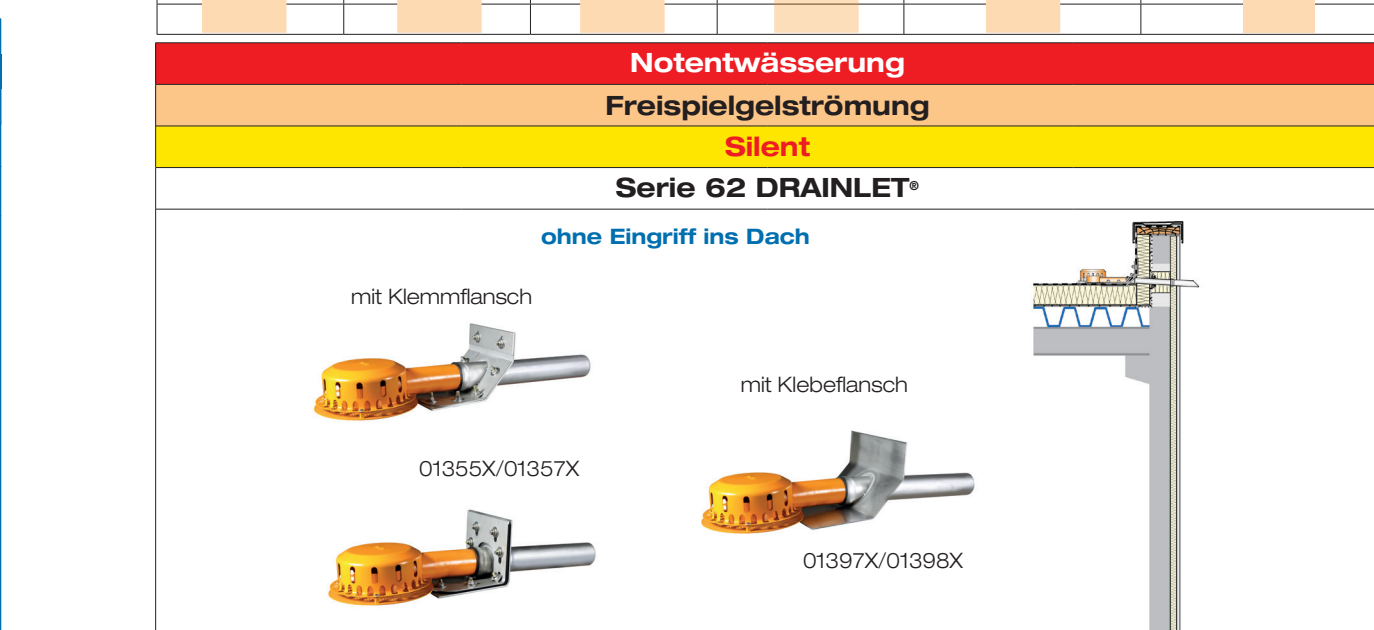 Notentwässerung
Freispielgelströmung
Silent
Serie 62 DRAINLET®
ohne Eingriff ins Dach
mit Klemmflansch
mit Klebeflansch
01355X/01357X
01397X/01398X